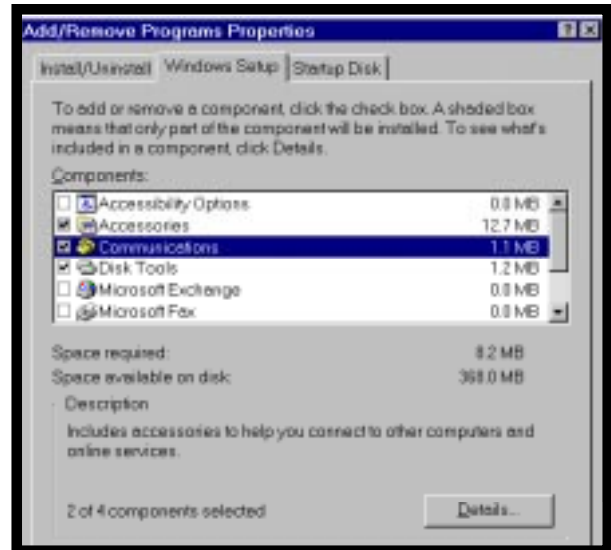 Add/Remove Programs Properties
Install/Uninstall Windows Setup Startup Disk
To add or remove a component, click the check box. A shaded box
means that only part of the component will be installed. To see what's
included in a component, click Details.
Components:
Accessibility Options 0.0 MB
Accessories 12.7 MB
Communications 1.1 MB
Disk Tools 1.2 MB
Microsoft Exchange 0.0 MB
Microsoft Fax 0.0 MB
Space required: 8.2 MB
Space available on disk: 368.0 MB
Description
Includes accessories to help you connect to other computers and
online services.
2 of 4 components selected Details...